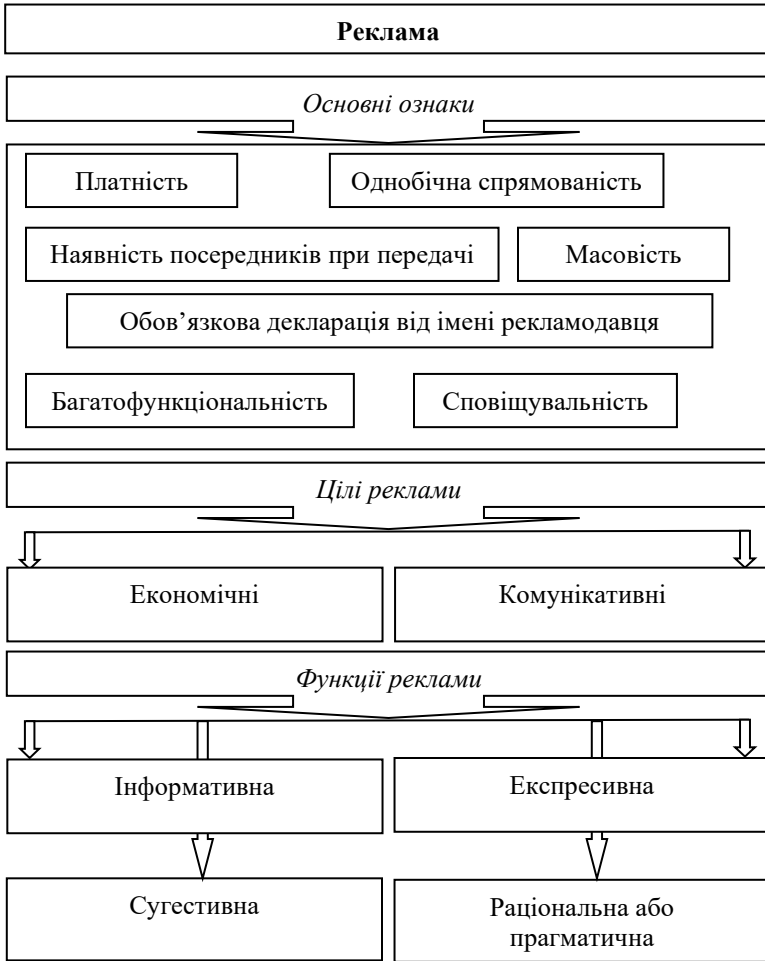 Реклама
Основні ознаки
Платність
Однобічна спрямованість
Наявність посередників при передачі
Масовість
Обов’язкова декларація від імені рекламодавця
Багатофункціональність
Сповіщувальність
Цілі реклами
Економічні
Комунікативні
Функції реклами
Інформативна
Експресивна
Сугестивна
Раціональна або
прагматична